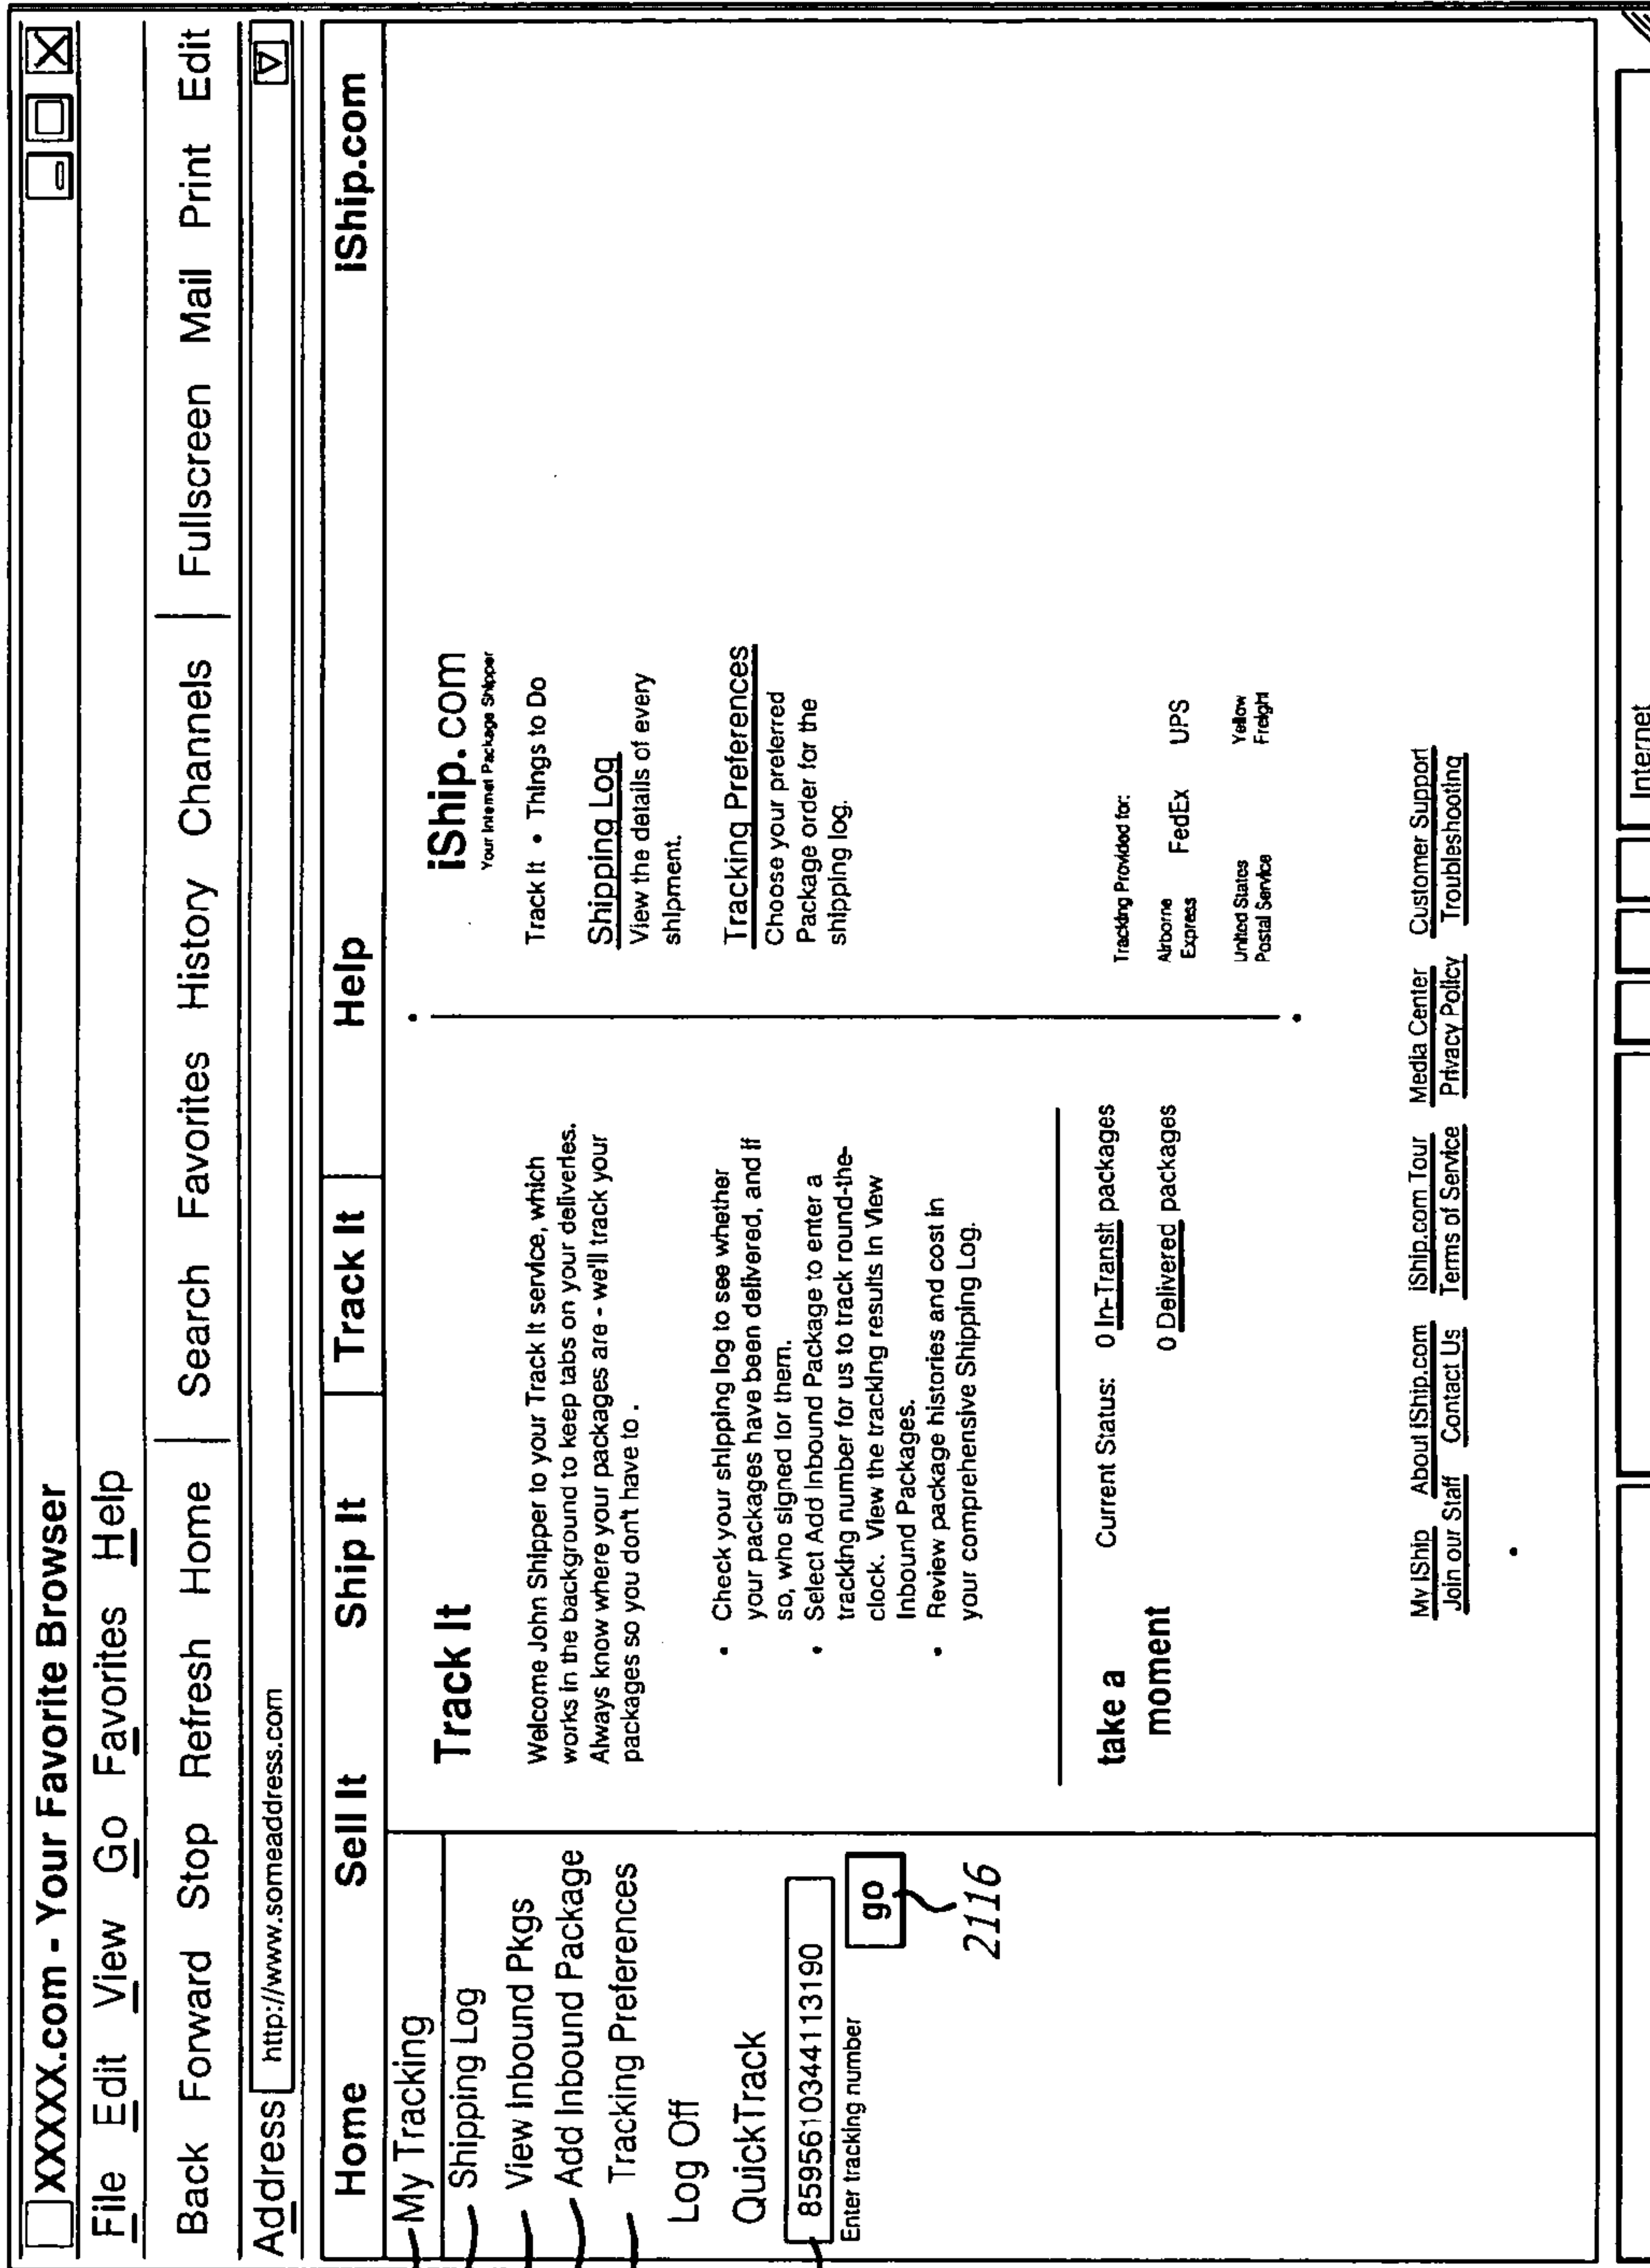 XXXXX.com - Your Favorite Browser
File Edit View Go Favorites Help
Back Forward Stop Refresh Home Search Favorites History Channels Fullscreen Mail Print Edit
Address http://www.someaddress.com
Home Sell It Ship It Track It Help iShip.com
My Tracking
Shipping Log
View Inbound Pkgs
Add Inbound Package
Tracking Preferences
Log Off
QuickTrack
8595610344113190
Enter tracking number
go
2116
Track It
Welcome John Shipper to your Track It service, which
works in the background to keep tabs on your deliveries.
Always know where your packages are - we'll track your
packages so you don't have to .
• Check your shipping log to see whether
your packages have been delivered, and if
so, who signed for them.
• Select Add Inbound Package to enter a
tracking number for us to track round-the-
clock. View the tracking results In View
Inbound Packages.
• Review package histories and cost in
your comprehensive Shipping Log.
take a
moment
Current Status: 0 In-Transit packages
0 Delivered packages
iShip.com
Your Internet Package Shipper
Track It • Things to Do
Shipping Log
View the details of every
shipment.
Tracking Preferences
Choose your preferred
Package order for the
shipping log.
Tracking Provided for:
Airborne
Express
FedEx
UPS
United States
Postal Service
Yellow
Freight
My iShip About iShip.com iShip.com Tour Media Center Customer Support
Join our Staff Contact Us Terms of Service Privacy Policy Troubleshooting
Internet